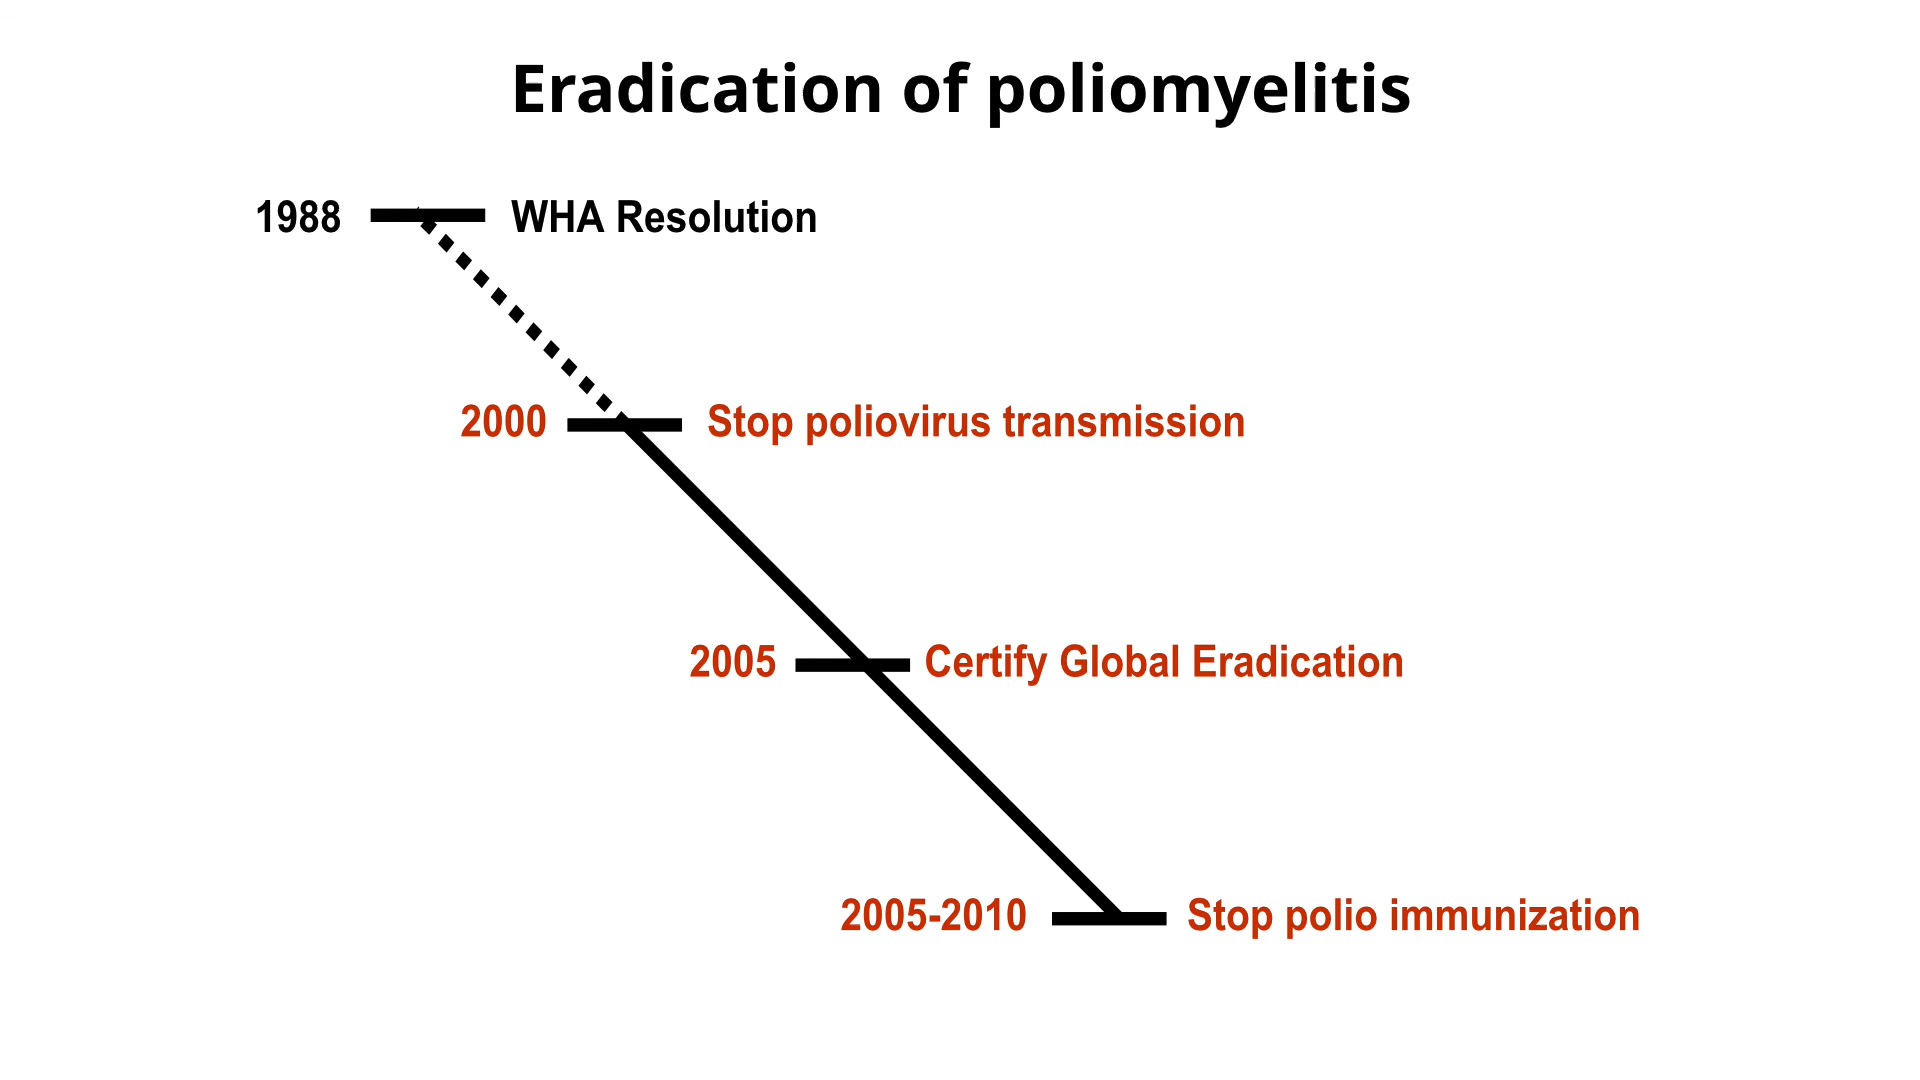 Eradication of poliomyelitis
1988 WHA Resolution
2000 Stop poliovirus transmission
2005 Certify Global Eradication
2005-2010 Stop polio immunization